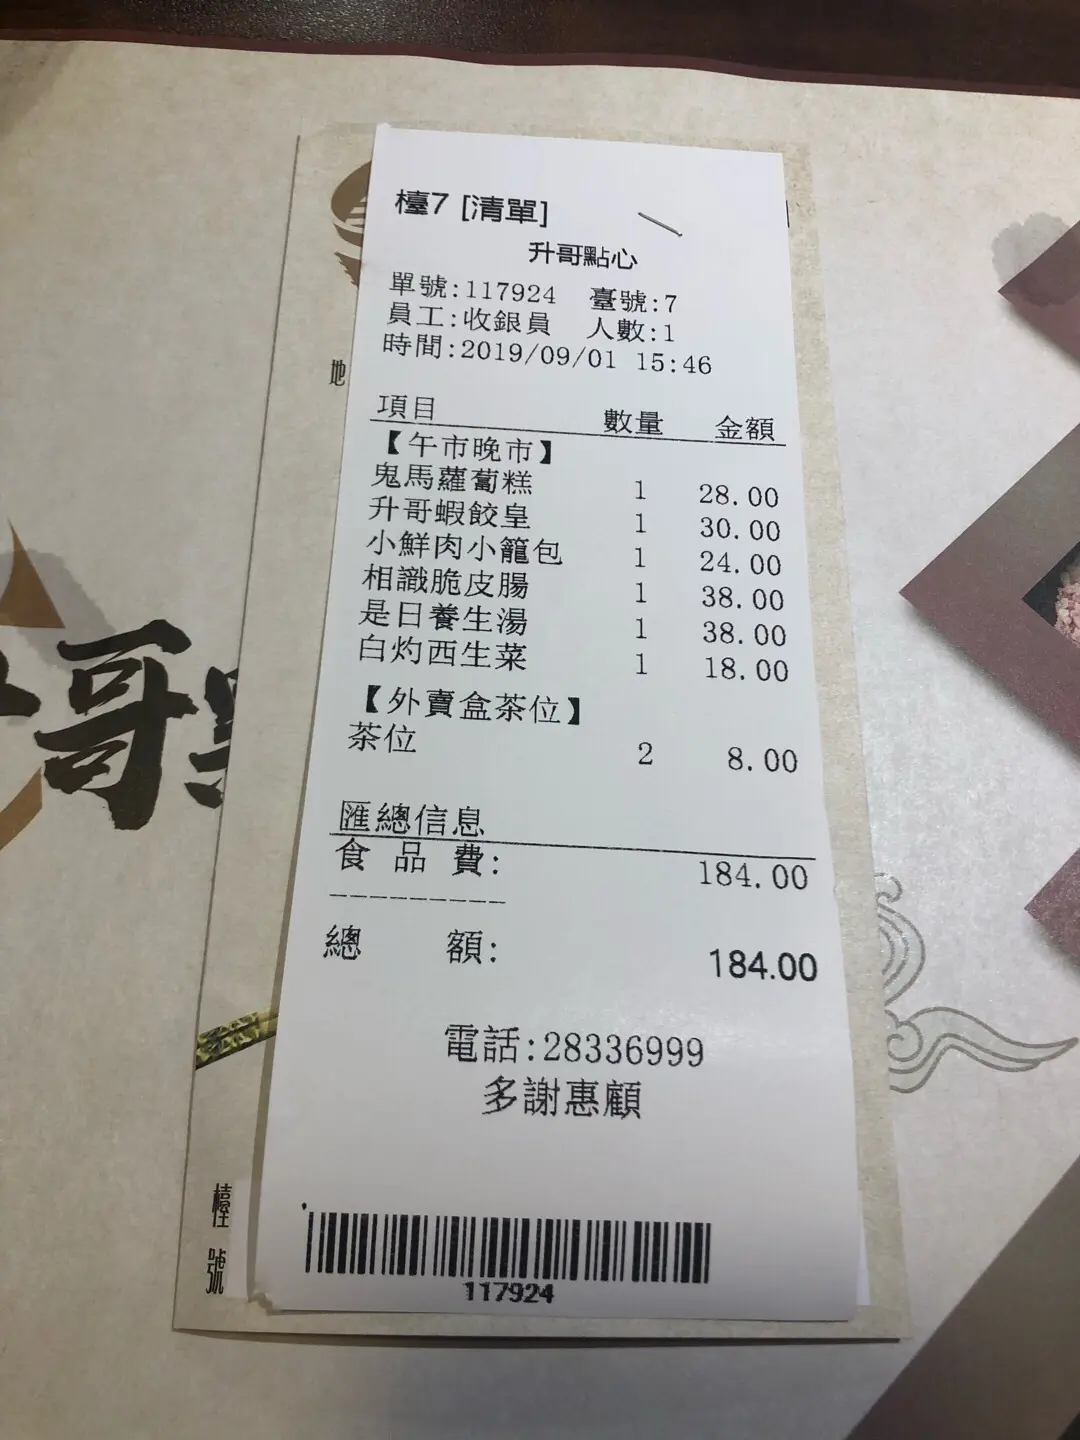 檯7 [清單]
升哥點心
單號:117924 臺號:7
員工:收銀員 人數:1
時間:2019/09/01 15:46
項目 數量 金額
【午市晚市】
鬼馬蘿蔔糕 1 28.00
升哥蝦餃皇 1 30.00
小鮮肉小籠包 1 24.00
相識脆皮腸 1 38.00
是日養生湯 1 38.00
白灼西生菜 1 18.00
【外賣盒茶位】
茶位 2 8.00
匯總信息
食品費: 184.00
總額: 184.00
電話:28336999
多謝惠顧
117924
地
哥
檯號